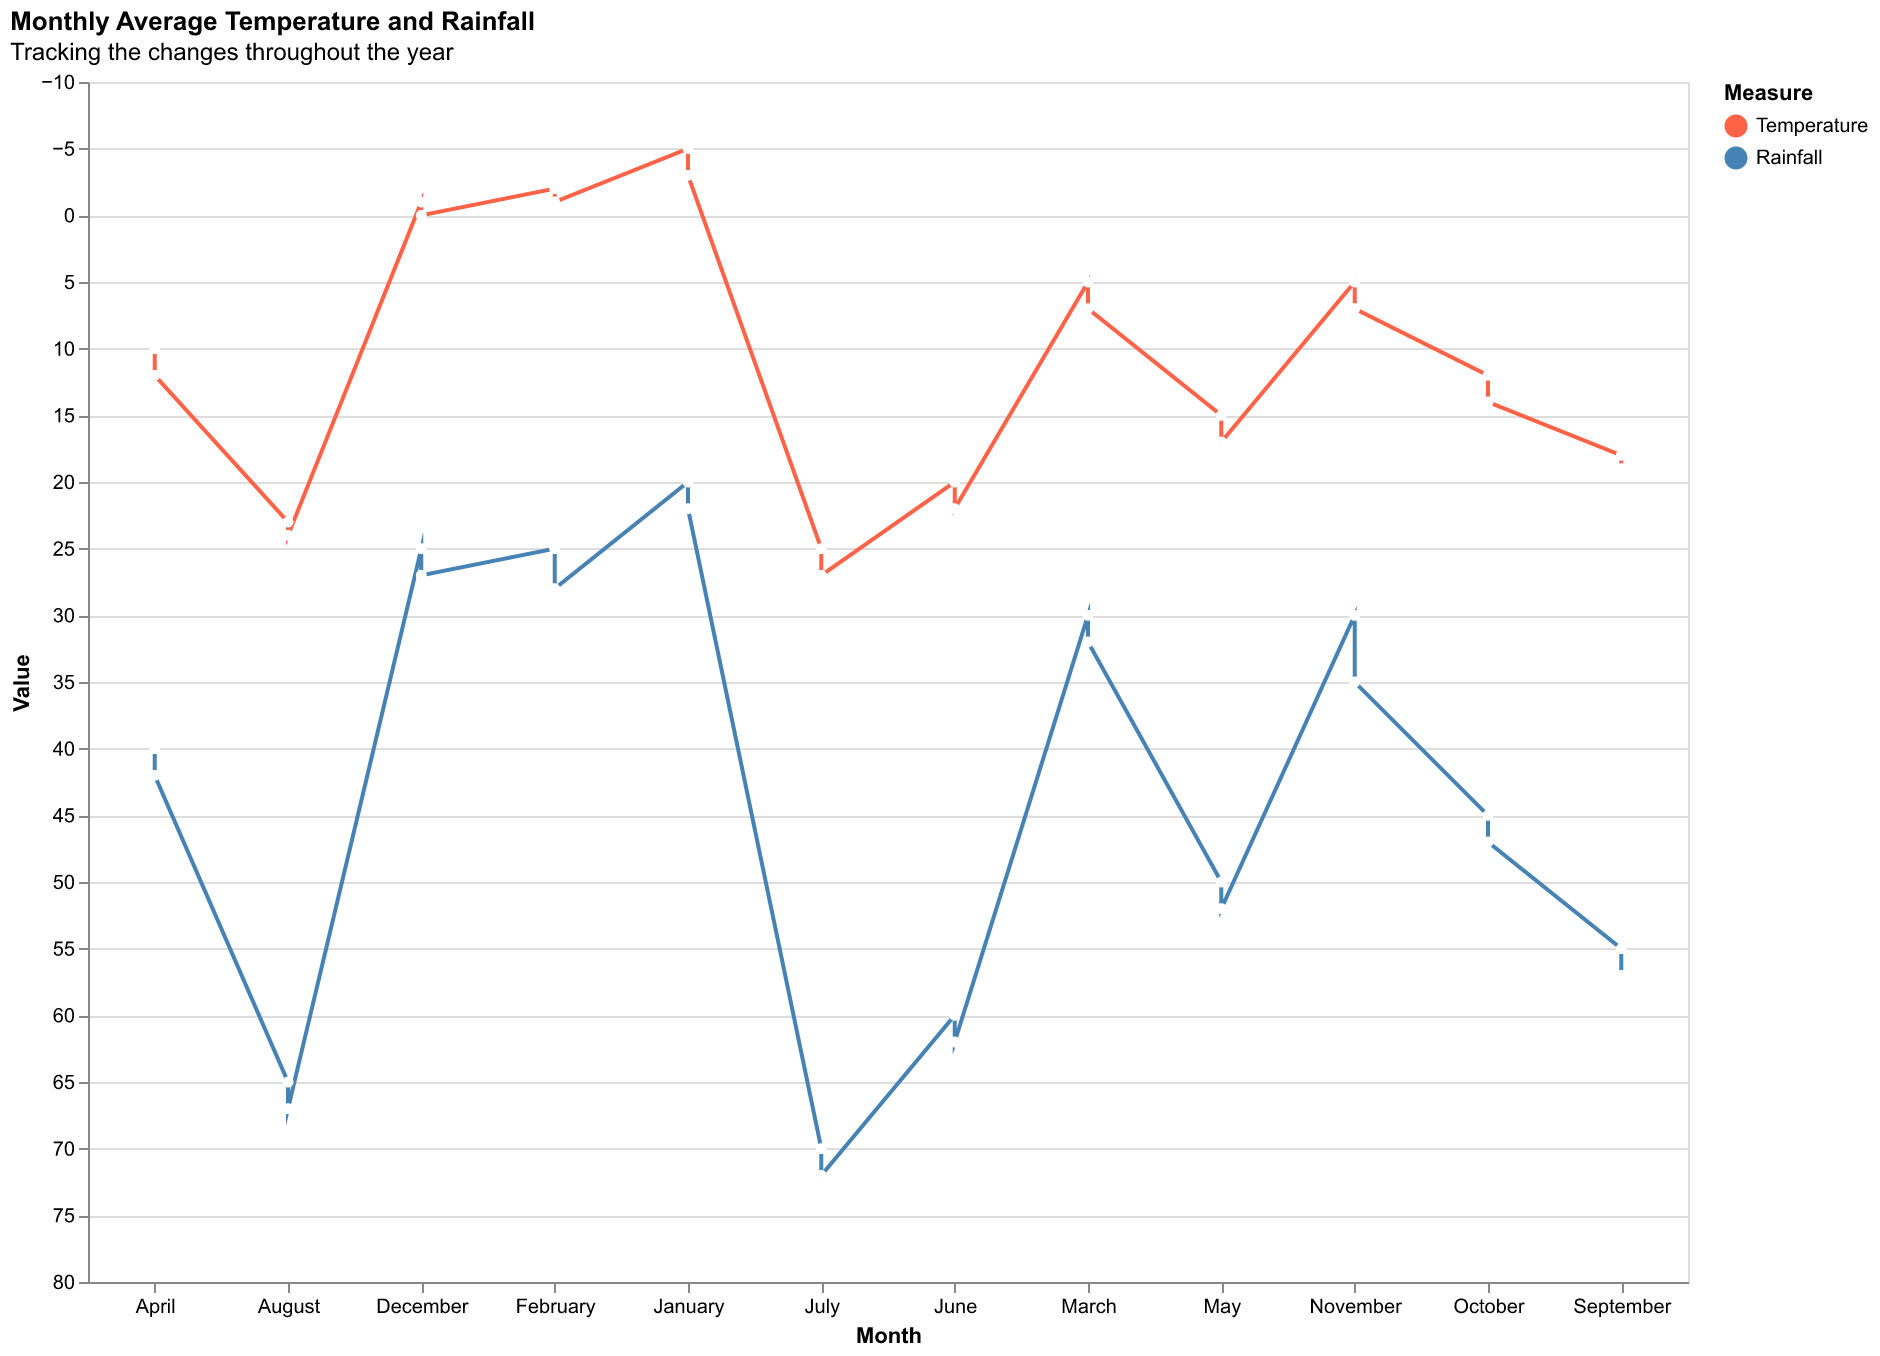 Monthly Average Temperature and Rainfall
Tracking the changes throughout the year
Measure
Temperature
Rainfall
Value
−10
−5
0
5
10
15
20
25
30
35
40
45
50
55
60
65
70
75
80
April August December February January July June March May November October September
Month